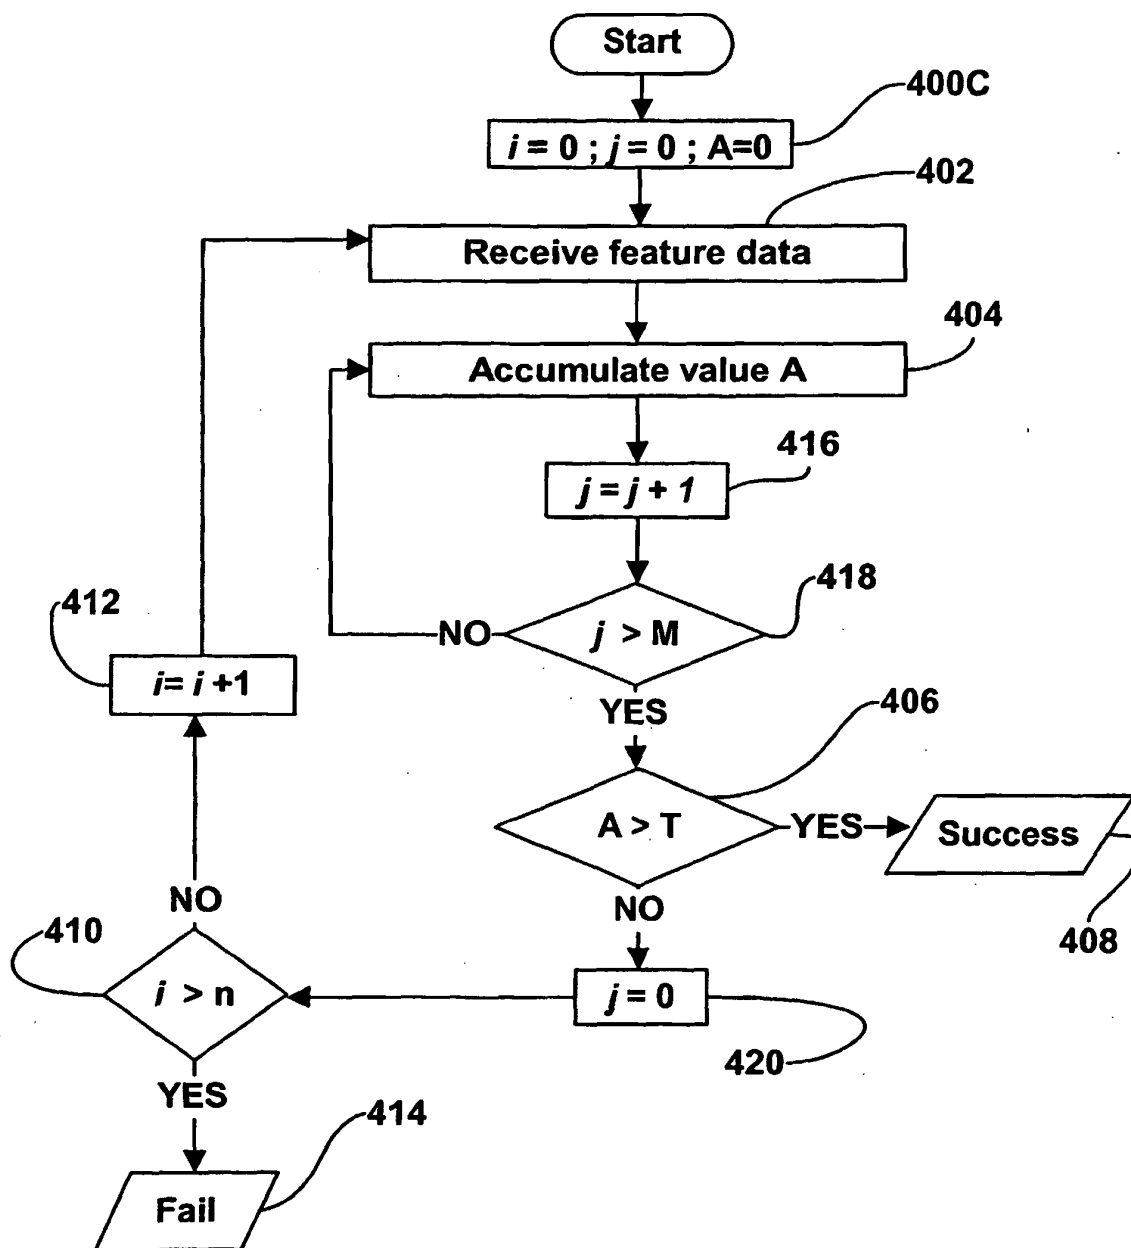 Start
400C
i = 0 ; j = 0 ; A=0
402
Receive feature data
404
Accumulate value A
416
j = j + 1
418
412
j > M
NO
i= i +1
YES
406
A > T
YES
Success
NO
NO
410
408
i > n
j = 0
420
YES
414
Fail